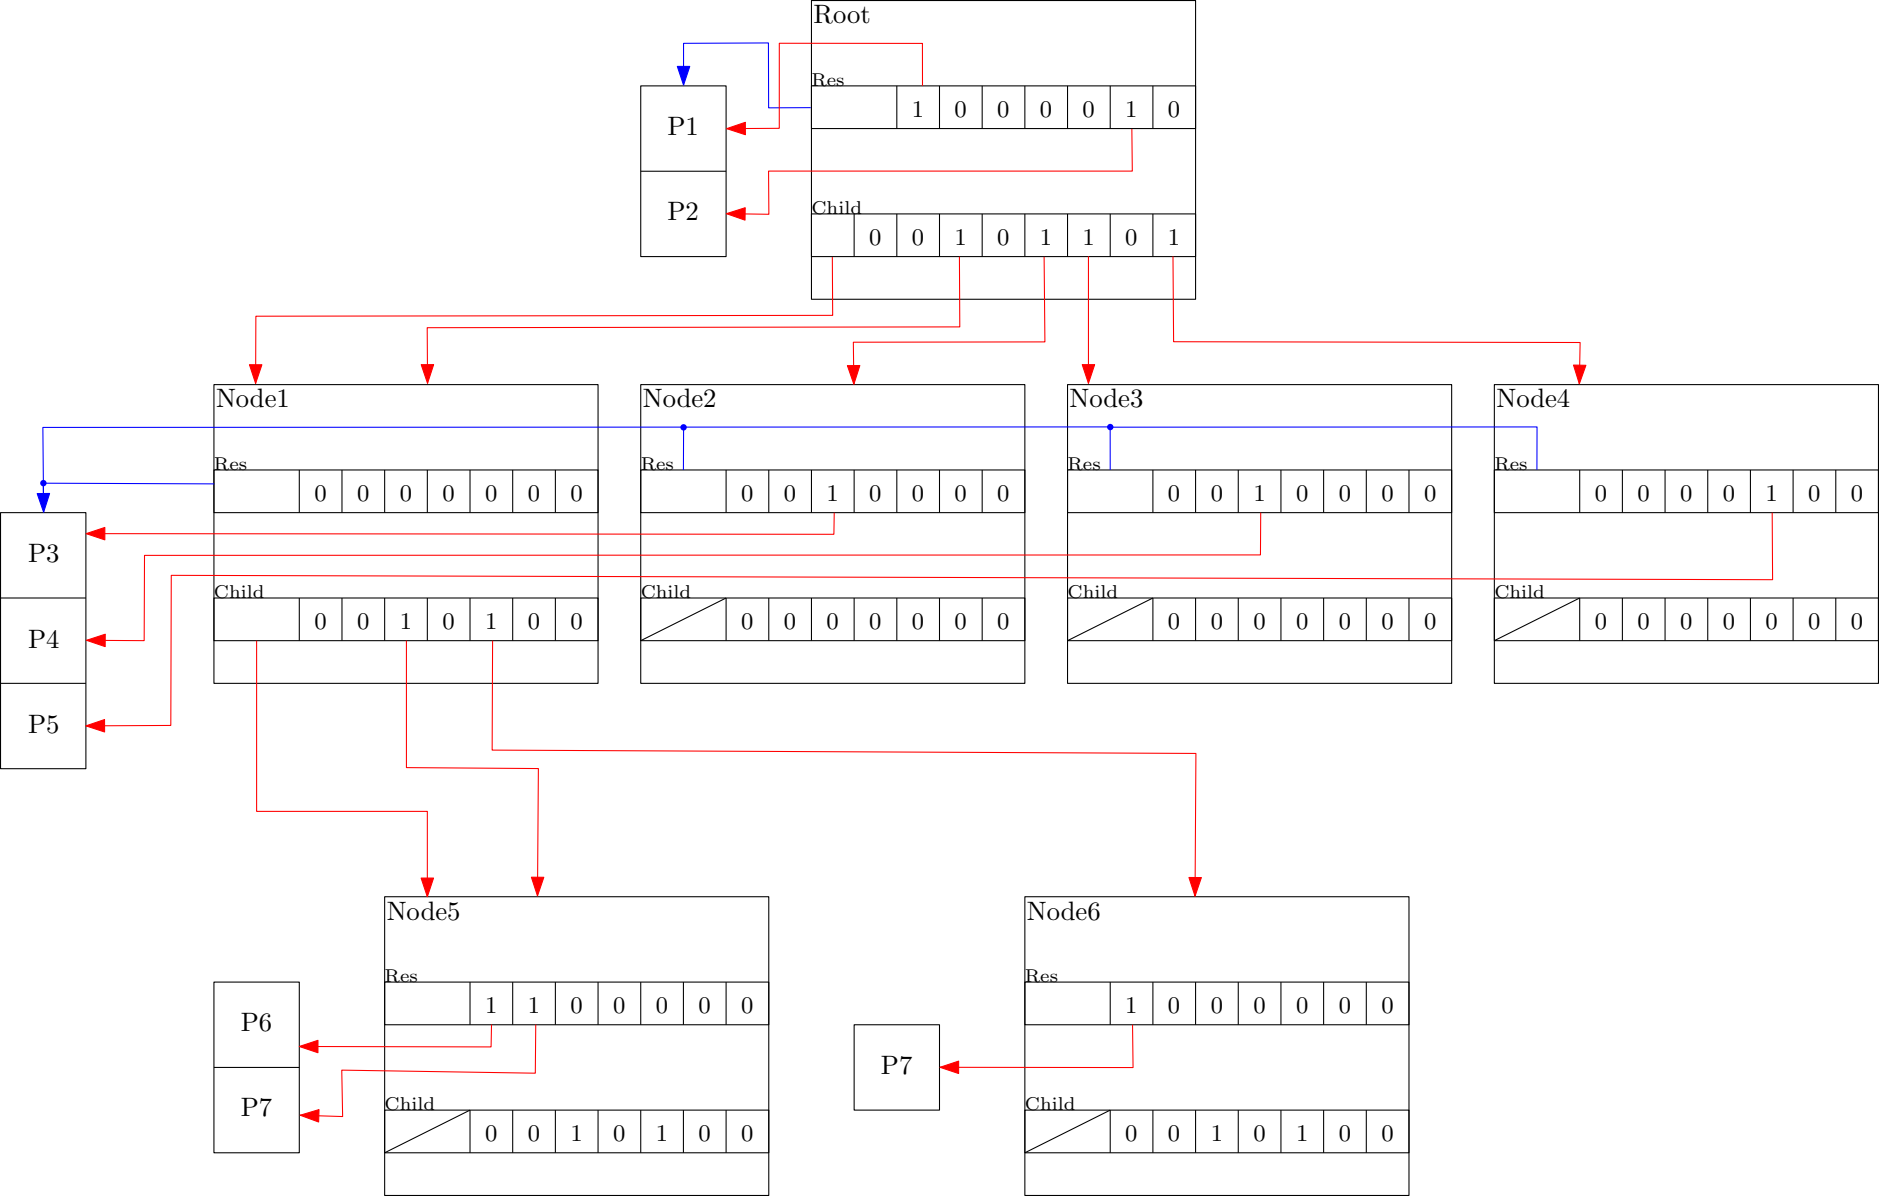 Root
Res
1 0 0 0 0 1 0
P1
P2
Child
0 0 1 0 1 1 0 1
Node1 Node2 Node3 Node4
Res Res Res Res
0 0 0 0 0 0 0 0 0 1 0 0 0 0 0 0 1 0 0 0 0 0 0 0 0 1 0 0
P3
Child Child Child Child
0 0 1 0 1 0 0 0 0 0 0 0 0 0 0 0 0 0 0 0 0 0 0 0 0 0 0 0
P4
P5
Node5 Node6
Res Res
1 1 0 0 0 0 0 1 0 0 0 0 0 0
P6
P7
P7
Child Child
0 0 1 0 1 0 0 0 0 1 0 1 0 0